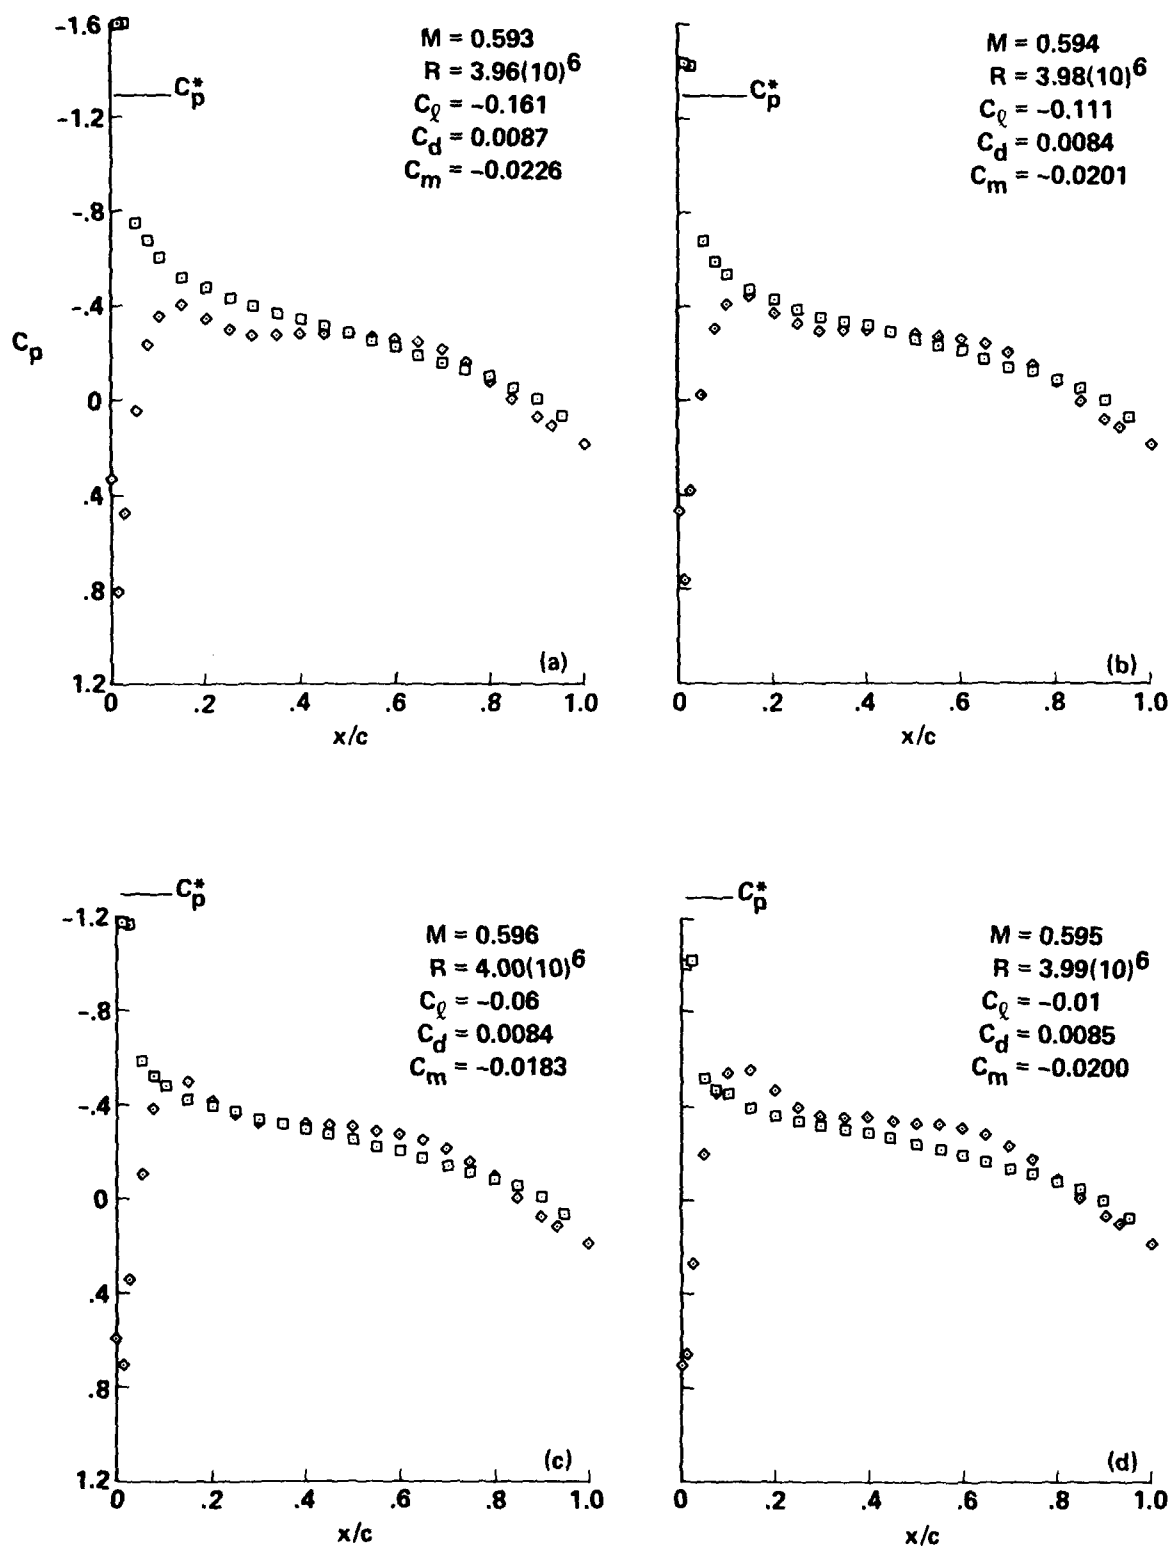 -1.6
-1.2
-.8
-.4
0
.4
.8
1.2
Cp
Cp*
M = 0.593
R = 3.96(10)^6
Cℓ = -0.161
Cd = 0.0087
Cm = -0.0226
(a)
0 .2 .4 .6 .8 1.0
x/c
Cp*
M = 0.594
R = 3.98(10)^6
Cℓ = -0.111
Cd = 0.0084
Cm = -0.0201
(b)
0 .2 .4 .6 .8 1.0
x/c
Cp*
-1.2
-.8
-.4
0
.4
.8
1.2
M = 0.596
R = 4.00(10)^6
Cℓ = -0.06
Cd = 0.0084
Cm = -0.0183
(c)
0 .2 .4 .6 .8 1.0
x/c
Cp*
M = 0.595
R = 3.99(10)^6
Cℓ = -0.01
Cd = 0.0085
Cm = -0.0200
(d)
0 .2 .4 .6 .8 1.0
x/c